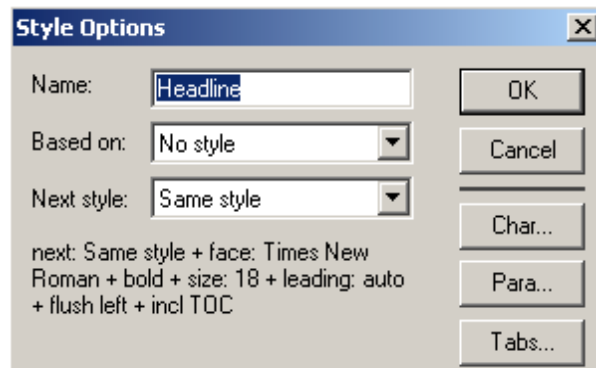 Style Options
Name: Headline OK
Based on: No style Cancel
Next style: Same style
Char...
next: Same style + face: Times New
Roman + bold + size: 18 + leading: auto Para...
+ flush left + incl TOC
Tabs...